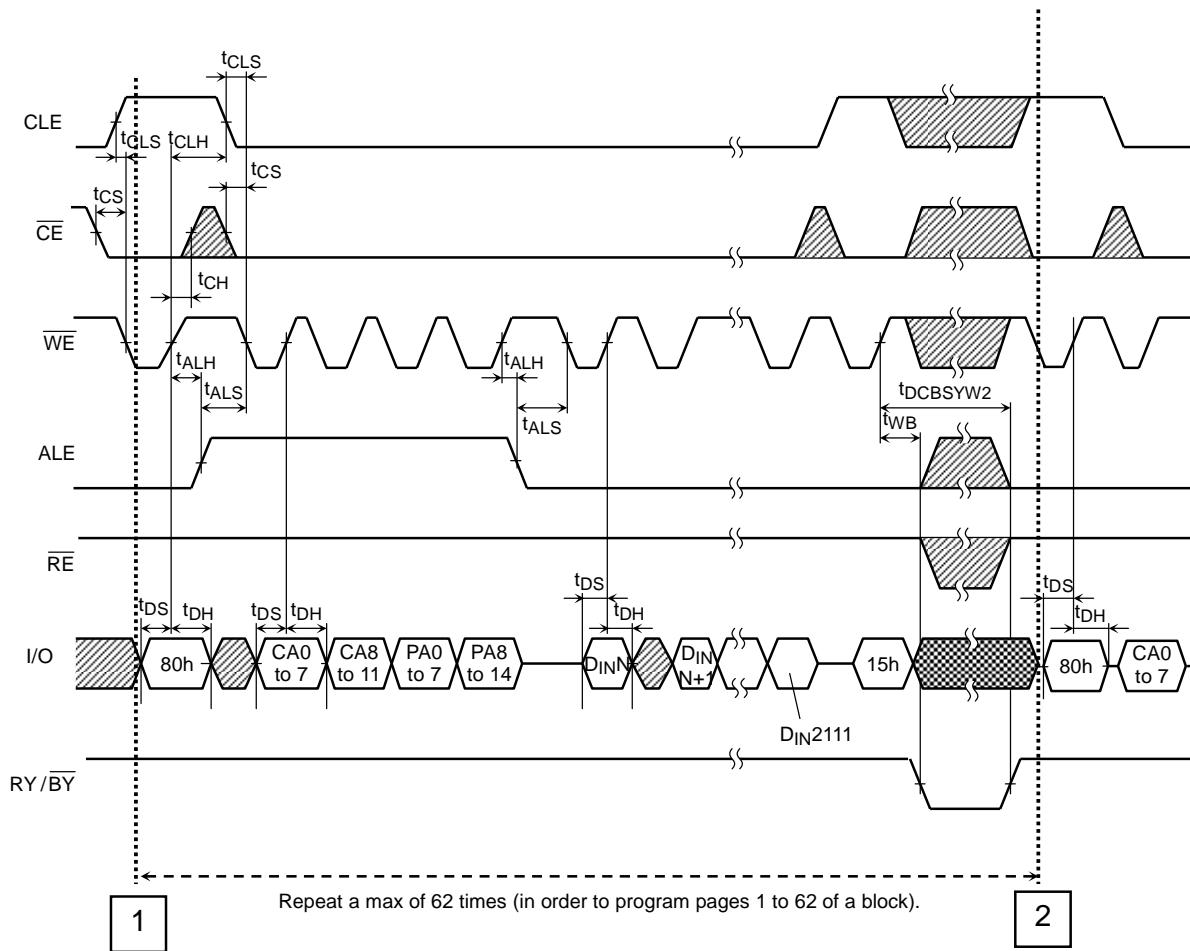 tCLS
CLE
tCLS tCLH
tCS
tCS
CE
tCH
WE
tALH tALH
tDCBSYW2
tALS
tALS
tWB
ALE
RE
tDS tDH tDS tDH tDS tDH tDS tDH
I/O
80h
CA0 to 7
CA8 to 11
PA0 to 7
PA8 to 14
DINN
DIN N+1
15h
80h
CA0 to 7
DIN2111
RY / BY
Repeat a max of 62 times (in order to program pages 1 to 62 of a block).
1
2